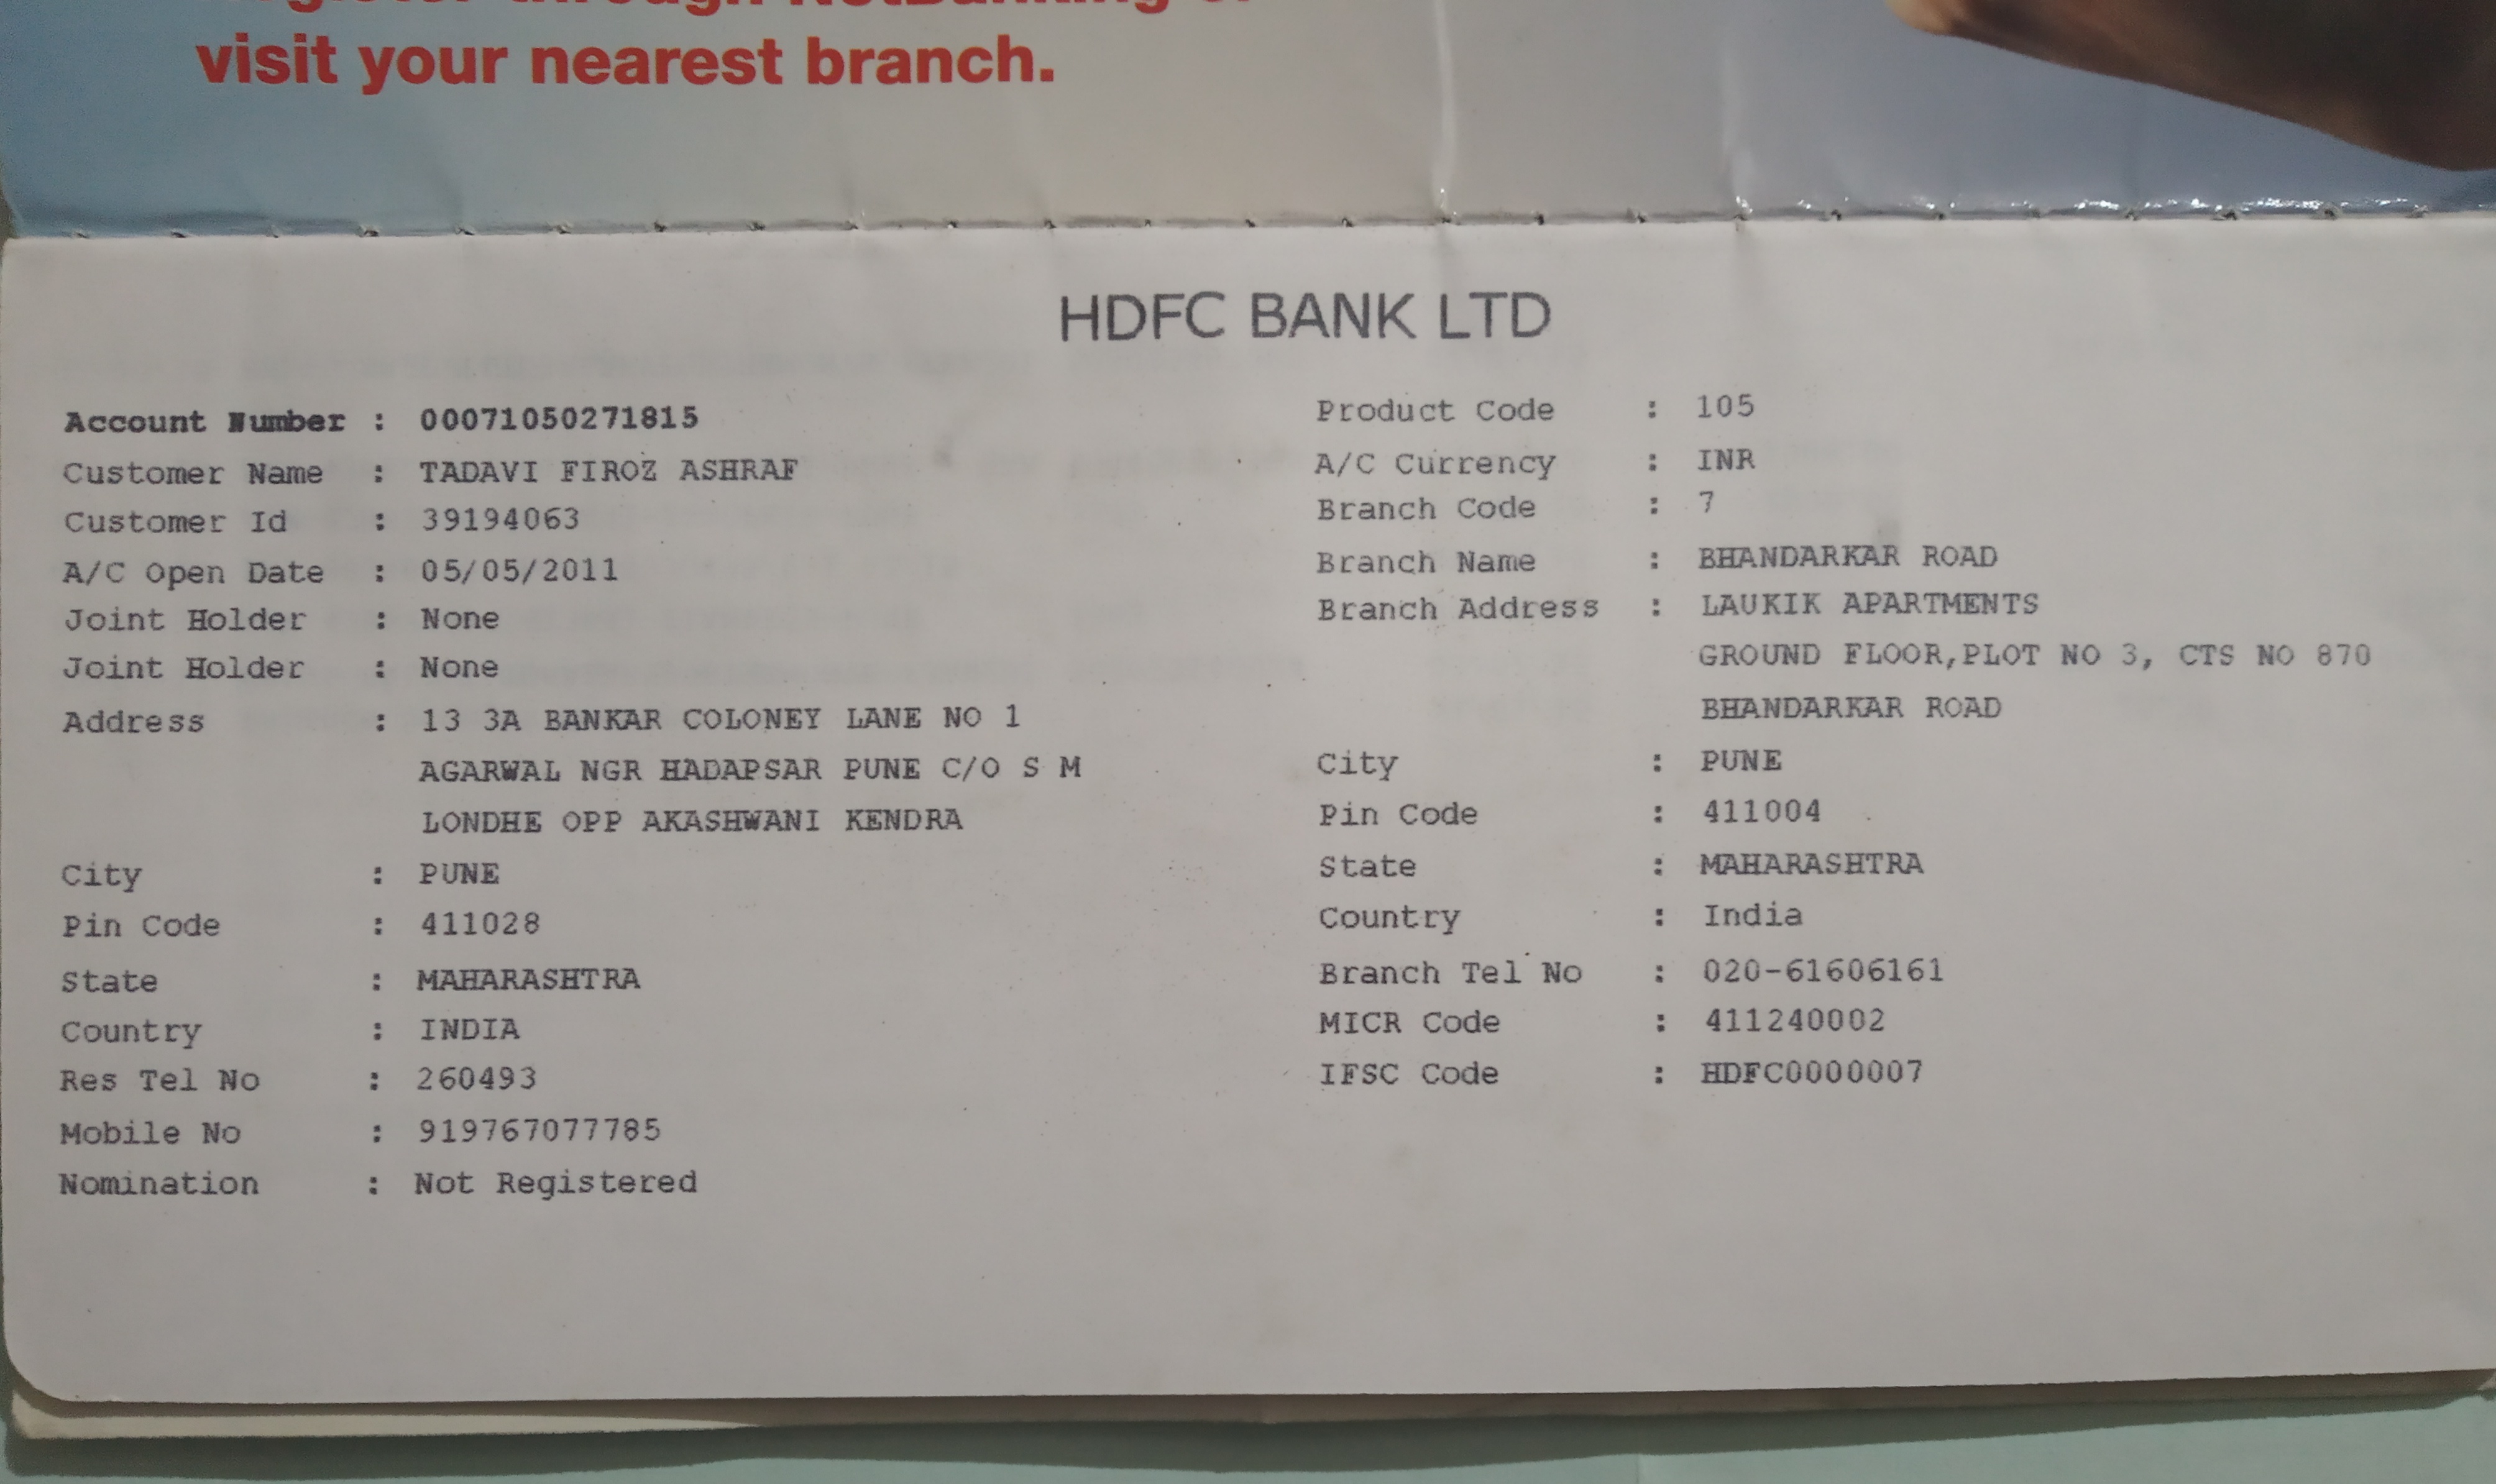 visit your nearest branch.
HDFC BANK LTD
Account Number : 00071050271815
Customer Name : TADAVI FIROZ ASHRAF
Customer Id : 39194063
A/C Open Date : 05/05/2011
Joint Holder : None
Joint Holder : None
Address : 13 3A BANKAR COLONEY LANE NO 1
AGARWAL NGR HADAPSAR PUNE C/O S M
LONDHE OPP AKASHWANI KENDRA
City : PUNE
Pin Code : 411028
State : MAHARASHTRA
Country : INDIA
Res Tel No : 260493
Mobile No : 919767077785
Nomination : Not Registered
Product Code : 105
A/C Currency : INR
Branch Code : 7
Branch Name : BHANDARKAR ROAD
Branch Address : LAUKIK APARTMENTS
GROUND FLOOR,PLOT NO 3, CTS NO 870
BHANDARKAR ROAD
City : PUNE
Pin Code : 411004
State : MAHARASHTRA
Country : India
Branch Tel No : 020-61606161
MICR Code : 411240002
IFSC Code : HDFC0000007